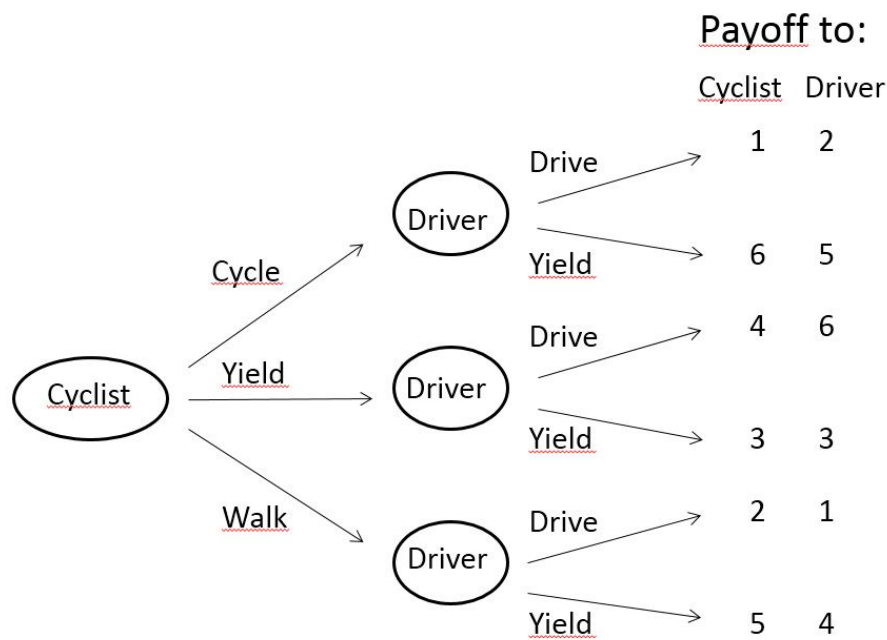 Payoff to:
Cyclist Driver
1 2
Drive
Driver
6 5
Yield
Cycle
4 6
Drive
Yield
Driver
Cyclist
3 3
Yield
2 1
Drive
Walk
Driver
5 4
Yield